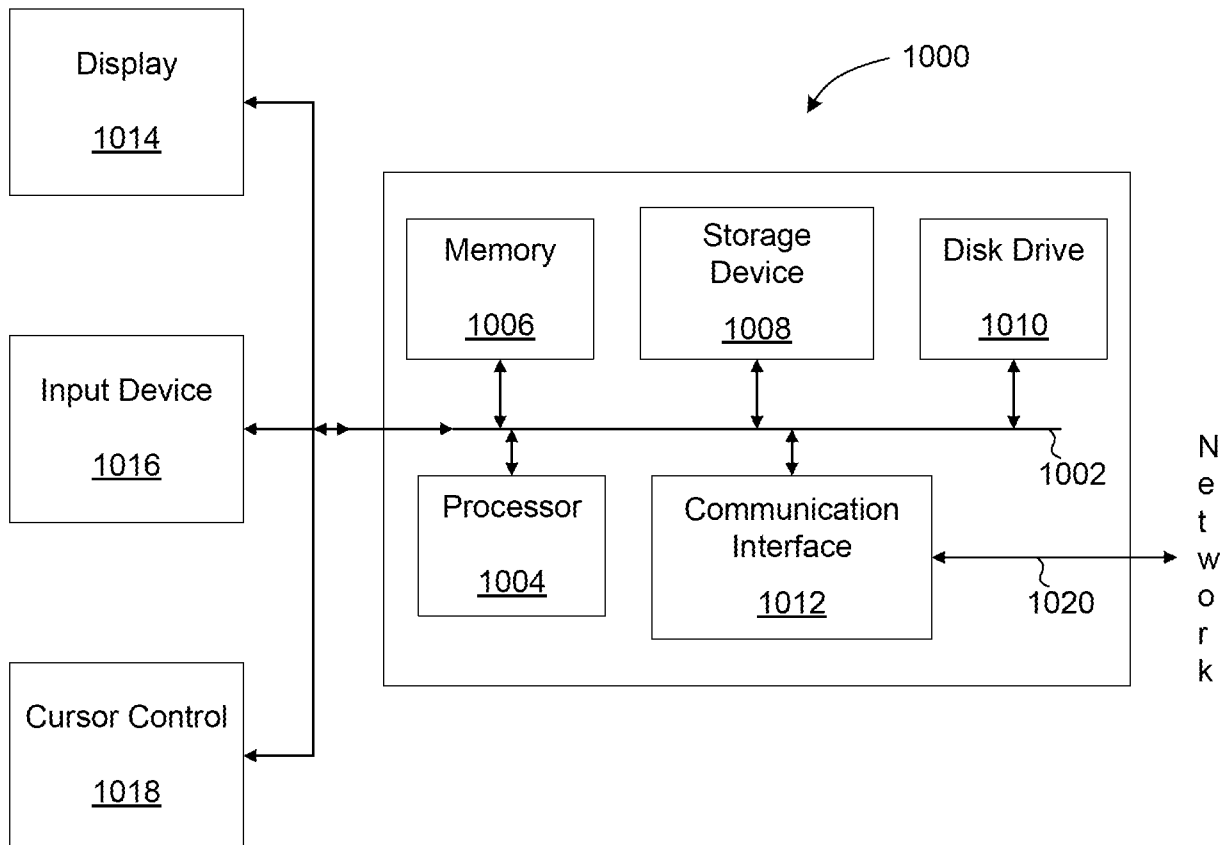 Display
1014
1000
Memory
1006
Storage
Device
1008
Disk Drive
1010
Input Device
1016
1002
Processor
1004
Communication
Interface
1012
1020
Network
Cursor Control
1018